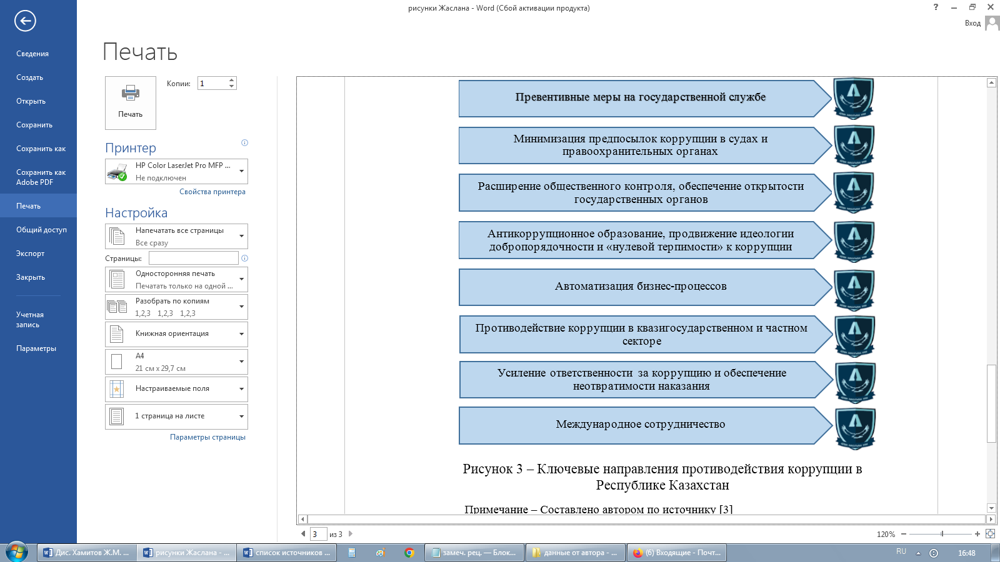 рисунки Жаслана - Word (Сбой активации продукта)
?
Вход
Сведения
Создать
Открыть
Сохранить
Сохранить как
Сохранить как
Adobe PDF
Печать
Общий доступ
Экспорт
Закрыть
Учетная
запись
Параметры
Печать
Печать
Копии: 1
Принтер
HP Color LaserJet Pro MFP ...
Не подключен
Свойства принтера
Настройка
Напечатать все страницы
Все сразу
Страницы:
Односторонняя печать
Печатать только на одной ...
Разобрать по копиям
1,2,3 1,2,3 1,2,3
Книжная ориентация
A4
21 см x 29,7 см
Настраиваемые поля
1 страница на листе
Параметры страницы
Превентивные меры на государственной службе
Минимизация предпосылок коррупции в судах и
правоохранительных органах
Расширение общественного контроля, обеспечение открытости
государственных органов
Антикоррупционное образование, продвижение идеологии
добропорядочности и «нулевой терпимости» к коррупции
Автоматизация бизнес-процессов
Противодействие коррупции в квазигосударственном и частном
секторе
Усиление ответственности за коррупцию и обеспечение
неотвратимости наказания
Международное сотрудничество
Рисунок 3 – Ключевые направления противодействия коррупции в
Республике Казахстан
Примечание – Составлено автором по источнику [3]
3 из 3
120%
Дис. Хамитов Ж.М. ...
рисунки Жаслана - ...
список источников ...
замеч. рец. — Блок...
данные от автора - ...
(6) Входящие - Почт...
RU
16:48